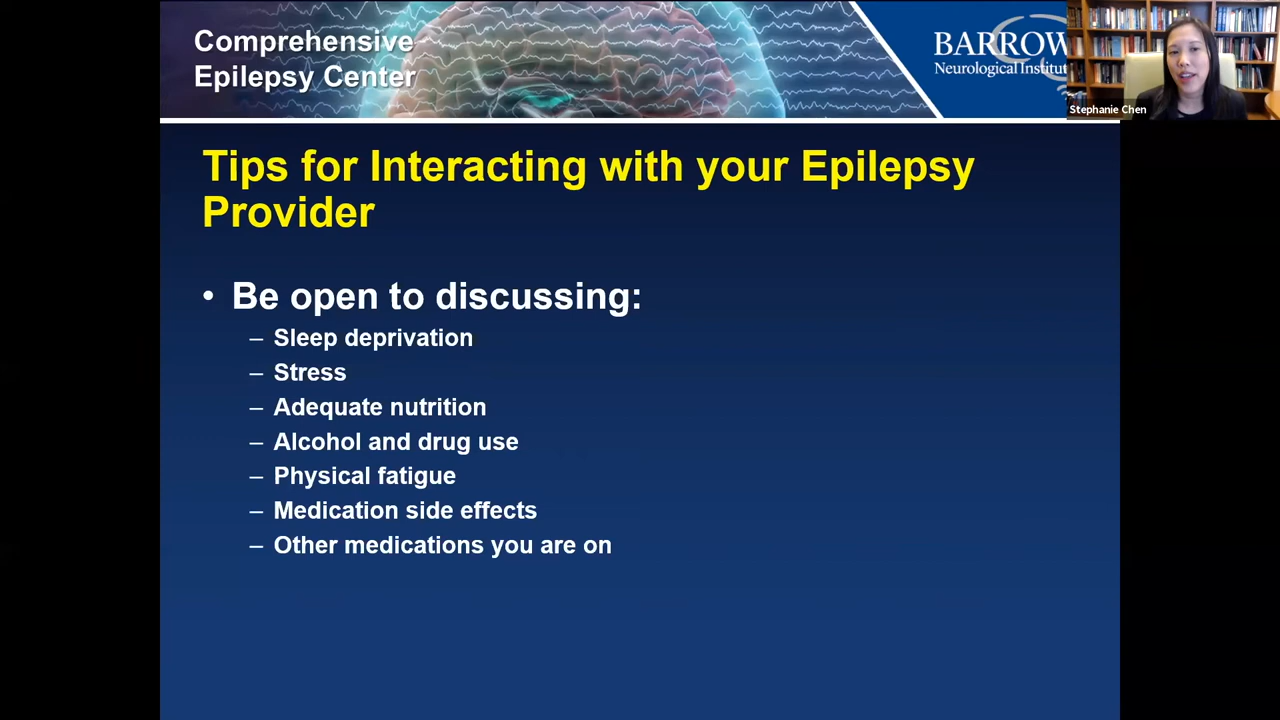 Comprehensive
Epilepsy Center
BARROW
Neurological Institut
Stephanie Chen
Tips for Interacting with your Epilepsy
Provider
• Be open to discussing:
– Sleep deprivation
– Stress
– Adequate nutrition
– Alcohol and drug use
– Physical fatigue
– Medication side effects
– Other medications you are on